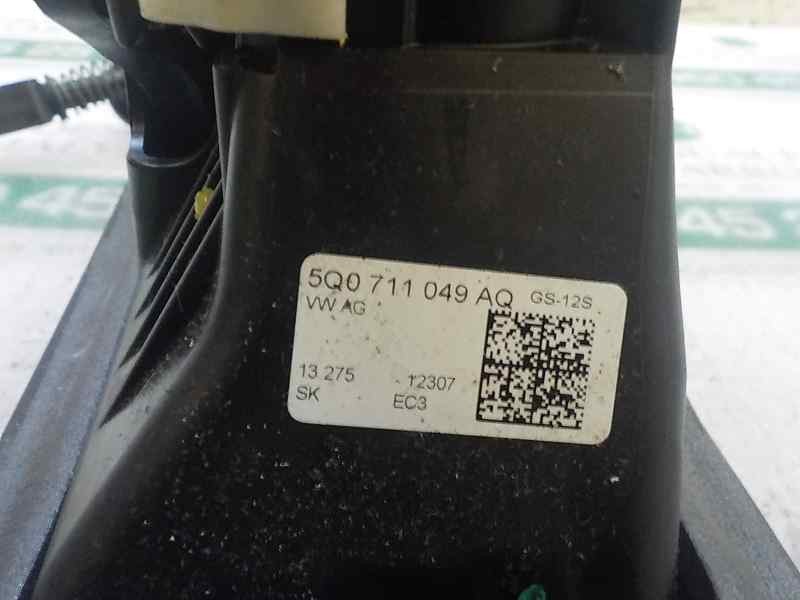 5Q0 711 049 AQ GS-12S
VW AG
13 275 12307
SK EC3